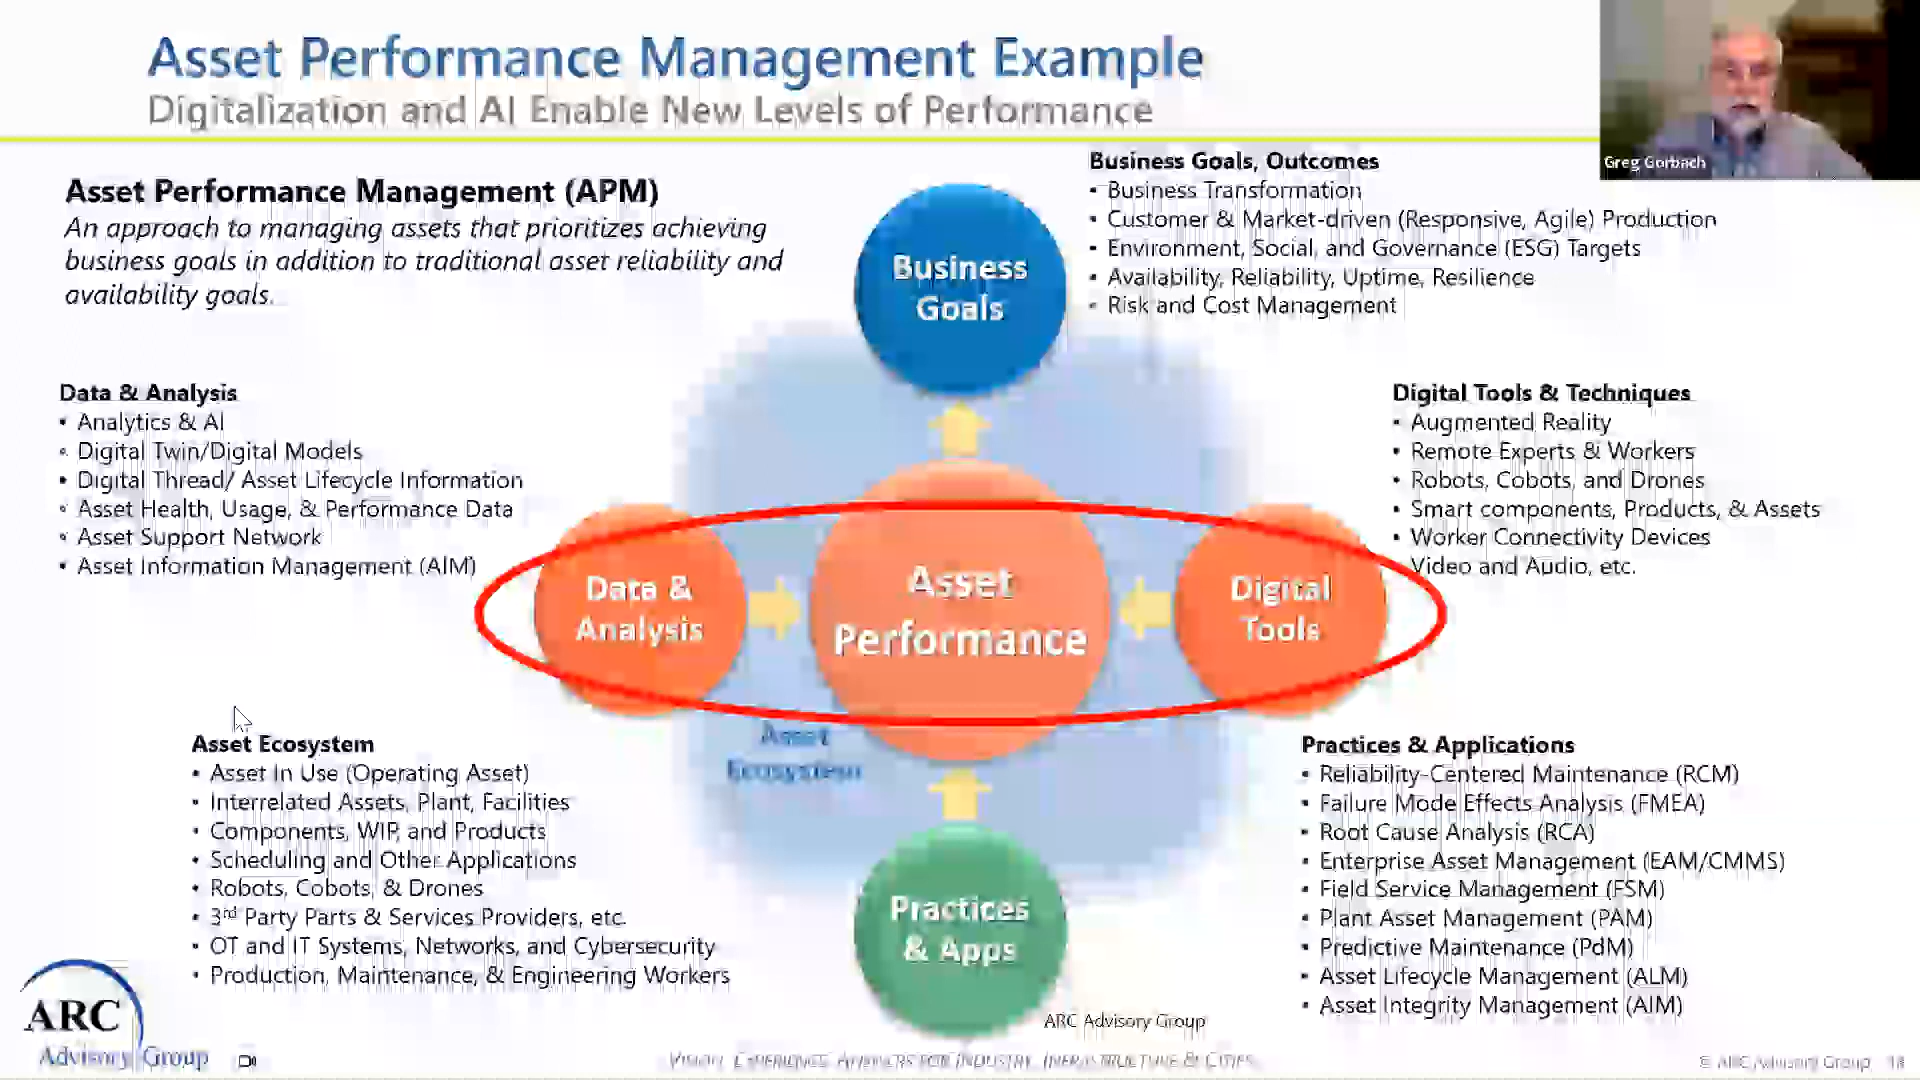 Asset Performance Management Example
Digitalization and AI Enable New Levels of Performance
Greg Gorbach
Asset Performance Management (APM)
An approach to managing assets that prioritizes achieving
business goals in addition to traditional asset reliability and
availability goals.
Business Goals, Outcomes
• Business Transformation
• Customer & Market-driven (Responsive, Agile) Production
• Environment, Social, and Governance (ESG) Targets
• Availability, Reliability, Uptime, Resilience
• Risk and Cost Management
Business
Goals
Data & Analysis
• Analytics & AI
• Digital Twin/Digital Models
• Digital Thread/ Asset Lifecycle Information
• Asset Health, Usage, & Performance Data
• Asset Support Network
• Asset Information Management (AIM)
Digital Tools & Techniques
• Augmented Reality
• Remote Experts & Workers
• Robots, Cobots, and Drones
• Smart components, Products, & Assets
• Worker Connectivity Devices
Video and Audio, etc.
Data &
Analysis
Asset
Performance
Digital
Tools
Asset
Ecosystem
Asset Ecosystem
• Asset In Use (Operating Asset)
• Interrelated Assets, Plant, Facilities
• Components, WIP, and Products
• Scheduling and Other Applications
• Robots, Cobots, & Drones
• 3rd Party Parts & Services Providers, etc.
• OT and IT Systems, Networks, and Cybersecurity
• Production, Maintenance, & Engineering Workers
Practices
& Apps
Practices & Applications
• Reliability-Centered Maintenance (RCM)
• Failure Mode Effects Analysis (FMEA)
• Root Cause Analysis (RCA)
• Enterprise Asset Management (EAM/CMMS)
• Field Service Management (FSM)
• Plant Asset Management (PAM)
• Predictive Maintenance (PdM)
• Asset Lifecycle Management (ALM)
• Asset Integrity Management (AIM)
ARC Advisory Group
ARC
Advisory Group
Vision, Experience, Answers for Industry, Infrastructure & Cities
© ARC Advisory Group